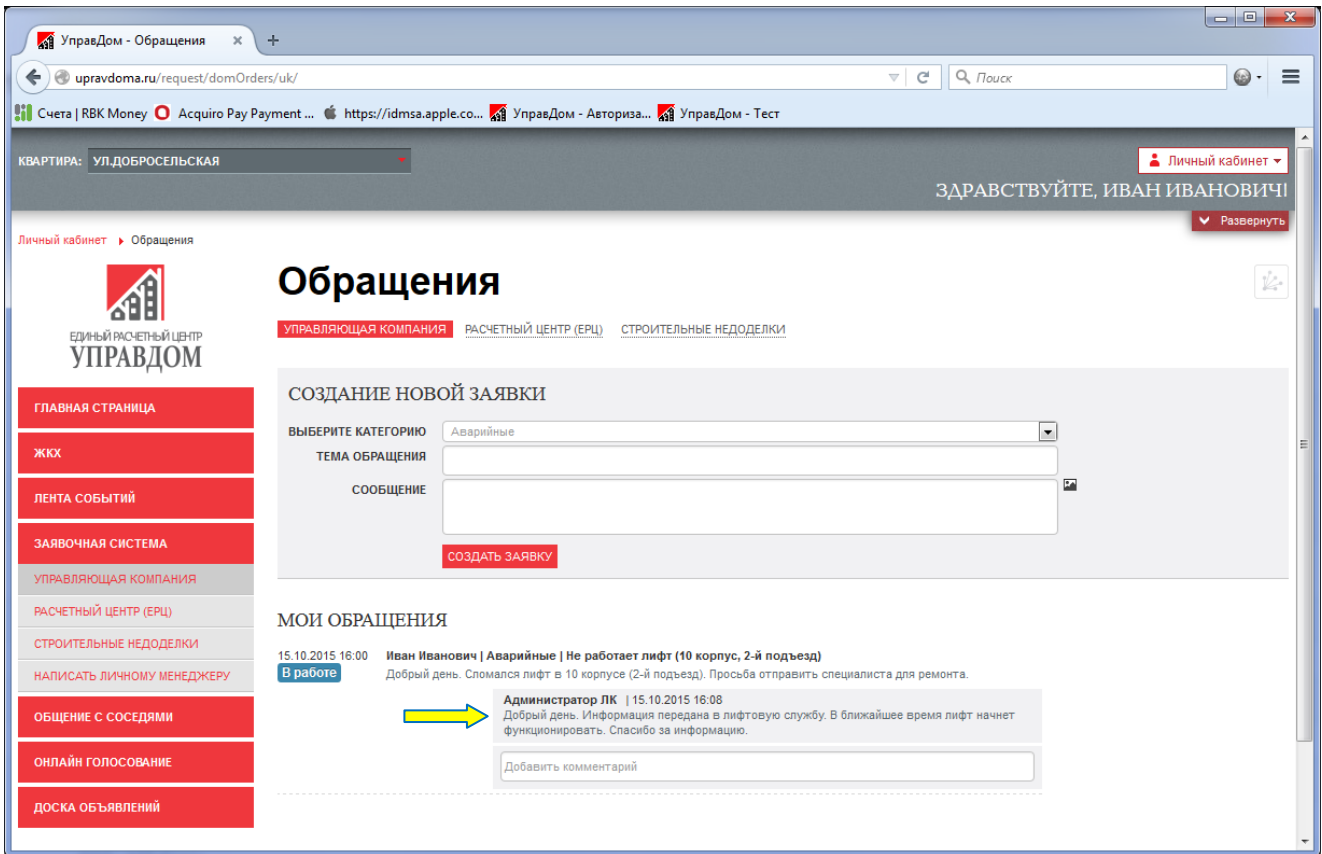 УправДом - Обращения
upravdoma.ru/request/domOrders/uk/
Поиск
Счета | RBK Money Acquiro Pay Payment ... https://idmsa.apple.co... УправДом - Авториза... УправДом - Тест
КВАРТИРА: УЛ.ДОБРОСЕЛЬСКАЯ
Личный кабинет
ЗДРАВСТВУЙТЕ, ИВАН ИВАНОВИЧ!
Развернуть
Личный кабинет Обращения
ЕДИНЫЙ РАСЧЕТНЫЙ ЦЕНТР
УПРАВДОМ
ГЛАВНАЯ СТРАНИЦА
ЖКХ
ЛЕНТА СОБЫТИЙ
ЗАЯВОЧНАЯ СИСТЕМА
УПРАВЛЯЮЩАЯ КОМПАНИЯ
РАСЧЕТНЫЙ ЦЕНТР (ЕРЦ)
СТРОИТЕЛЬНЫЕ НЕДОДЕЛКИ
НАПИСАТЬ ЛИЧНОМУ МЕНЕДЖЕРУ
ОБЩЕНИЕ С СОСЕДЯМИ
ОНЛАЙН ГОЛОСОВАНИЕ
ДОСКА ОБЪЯВЛЕНИЙ
Обращения
УПРАВЛЯЮЩАЯ КОМПАНИЯ РАСЧЕТНЫЙ ЦЕНТР (ЕРЦ) СТРОИТЕЛЬНЫЕ НЕДОДЕЛКИ
СОЗДАНИЕ НОВОЙ ЗАЯВКИ
ВЫБЕРИТЕ КАТЕГОРИЮ Аварийные
ТЕМА ОБРАЩЕНИЯ
СООБЩЕНИЕ
СОЗДАТЬ ЗАЯВКУ
МОИ ОБРАЩЕНИЯ
15.10.2015 16:00 Иван Иванович | Аварийные | Не работает лифт (10 корпус, 2-й подъезд)
В работе Добрый день. Сломался лифт в 10 корпусе (2-й подъезд). Просьба отправить специалиста для ремонта.
Администратор ЛК | 15.10.2015 16:08
Добрый день. Информация передана в лифтовую службу. В ближайшее время лифт начнет
функционировать. Спасибо за информацию.
Добавить комментарий